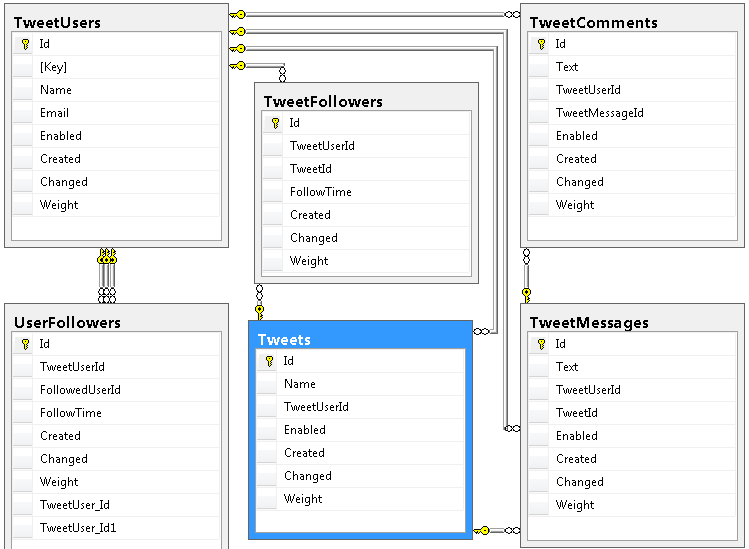 TweetUsers
Id
[Key]
Name
Email
Enabled
Created
Changed
Weight
TweetFollowers
Id
TweetUserId
TweetId
FollowTime
Created
Changed
Weight
TweetComments
Id
Text
TweetUserId
TweetMessageId
Enabled
Created
Changed
Weight
UserFollowers
Id
TweetUserId
FollowedUserId
FollowTime
Created
Changed
Weight
TweetUser_Id
TweetUser_Id1
Tweets
Id
Name
TweetUserId
Enabled
Created
Changed
Weight
TweetMessages
Id
Text
TweetUserId
TweetId
Enabled
Created
Changed
Weight